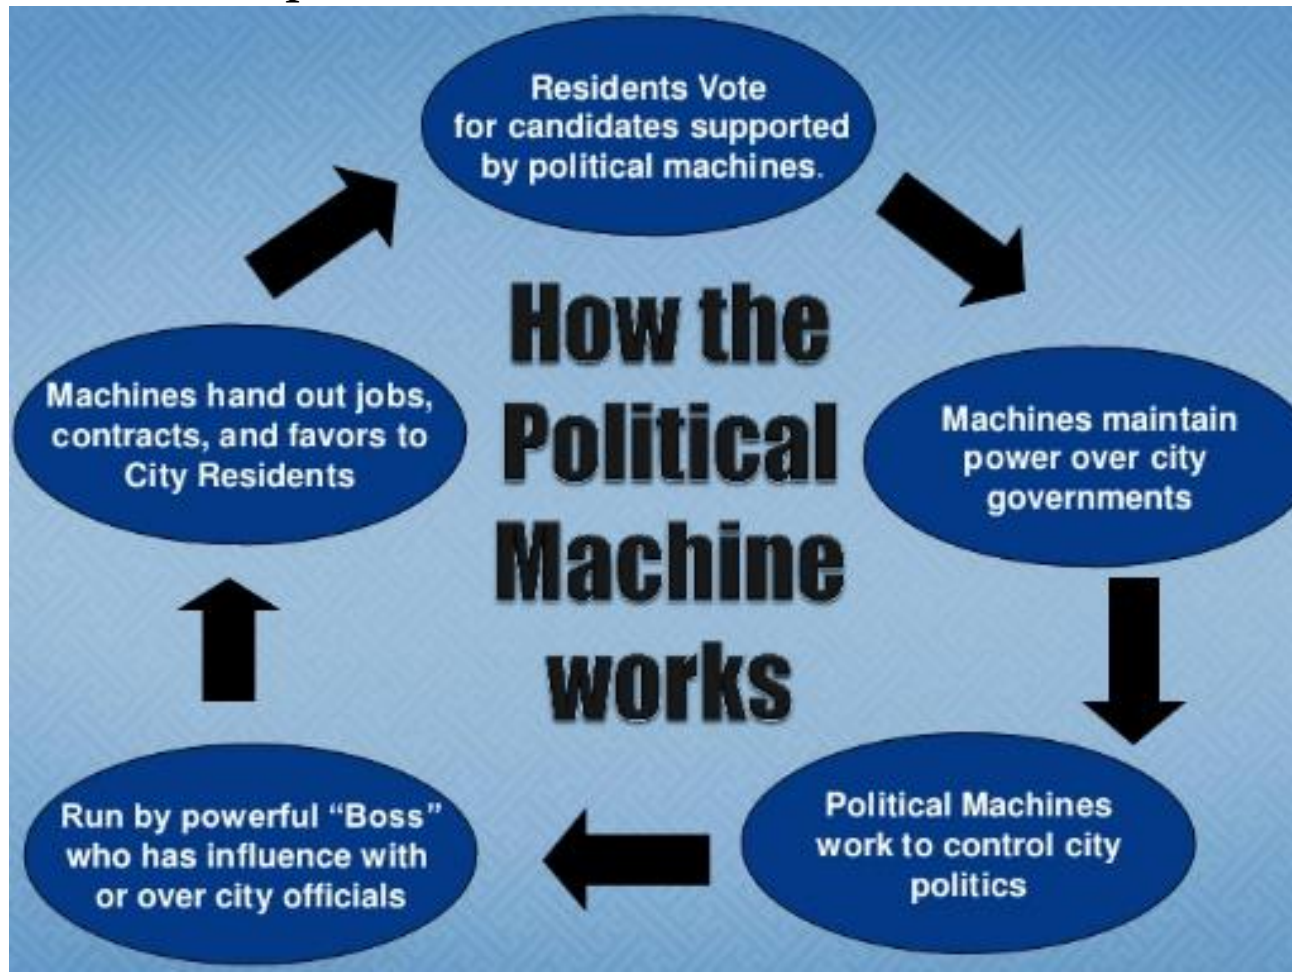 Residents Vote
for candidates supported
by political machines.
How the
Political
Machine
works
Machines maintain
power over city
governments
Political Machines
work to control city
politics
Run by powerful “Boss”
who has influence with
or over city officials
Machines hand out jobs,
contracts, and favors to
City Residents